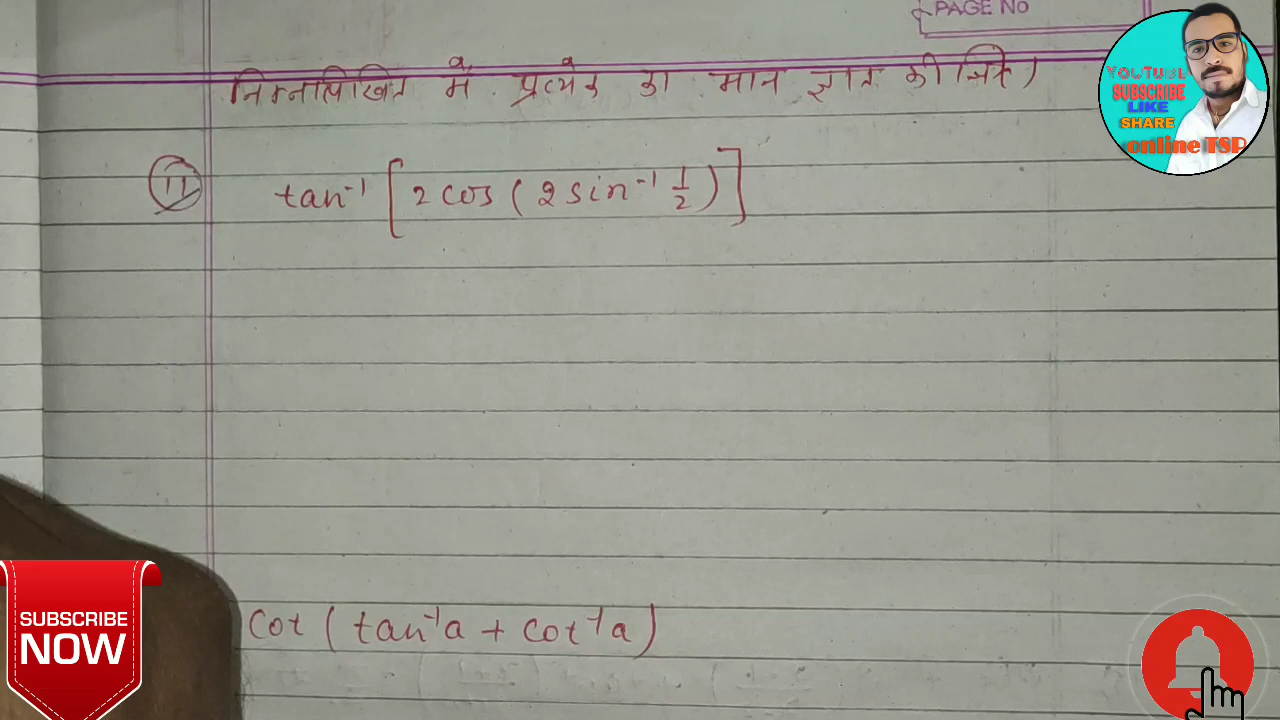 PAGE No
निम्नलिखित में प्रत्येक का मान ज्ञात कीजिये।
YOUTUBE
SUBSCRIBE
LIKE
SHARE
online TSP
11 tan⁻¹ [2 cos (2 sin⁻¹ 1/2)]
cot (tan⁻¹a + cot⁻¹a)
SUBSCRIBE
NOW